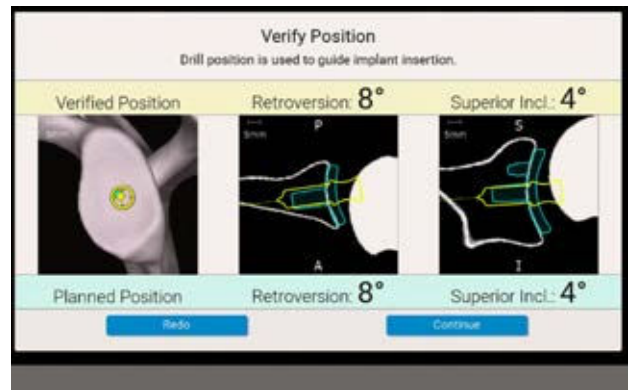 Verify Position
Drill position is used to guide implant insertion.
Verified Position Retroversion: 8° Superior Incl.: 4°
5mm P 5mm S 5mm
A I
Planned Position Retroversion: 8° Superior Incl.: 4°
Redo Continue